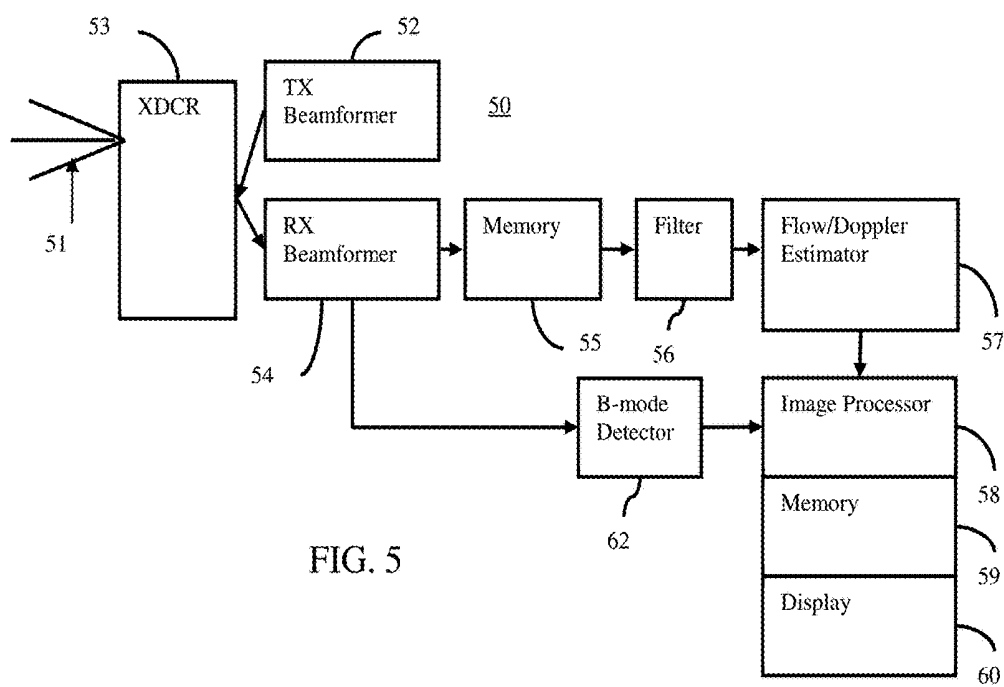 53
52
XDCR
TX
Beamformer
50
51
RX
Beamformer
Memory
Filter
Flow/Doppler
Estimator
54
55
56
57
B-mode
Detector
Image Processor
58
62
Memory
59
FIG. 5
Display
60